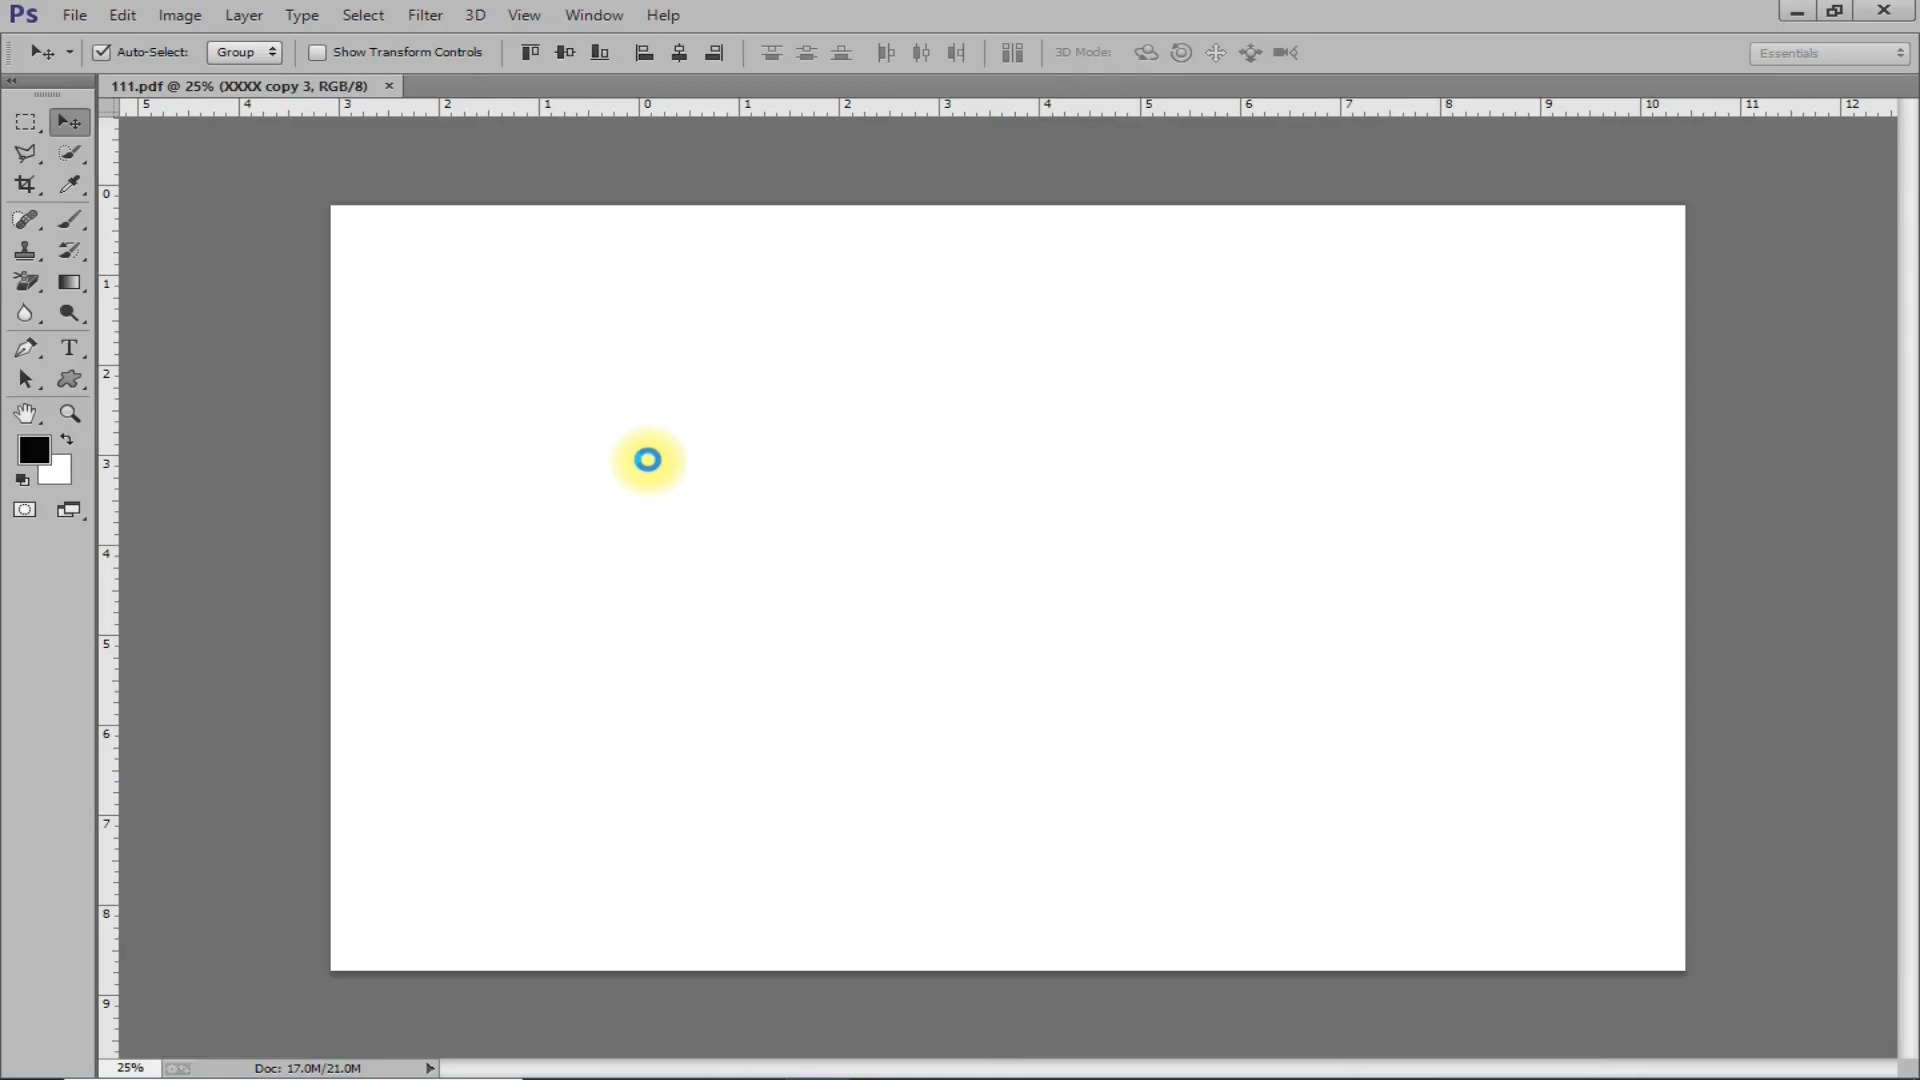 Ps File Edit Image Layer Type Select Filter 3D View Window Help
Auto-Select: Group Show Transform Controls 3D Mode: Essentials
111.pdf @ 25% (XXXX copy 3, RGB/8) ×
5 4 3 2 1 0 1 2 3 4 5 6 7 8 9 10 11 12
0
1
2
T
3
4
5
6
7
8
9
25% Doc: 17.0M/21.0M